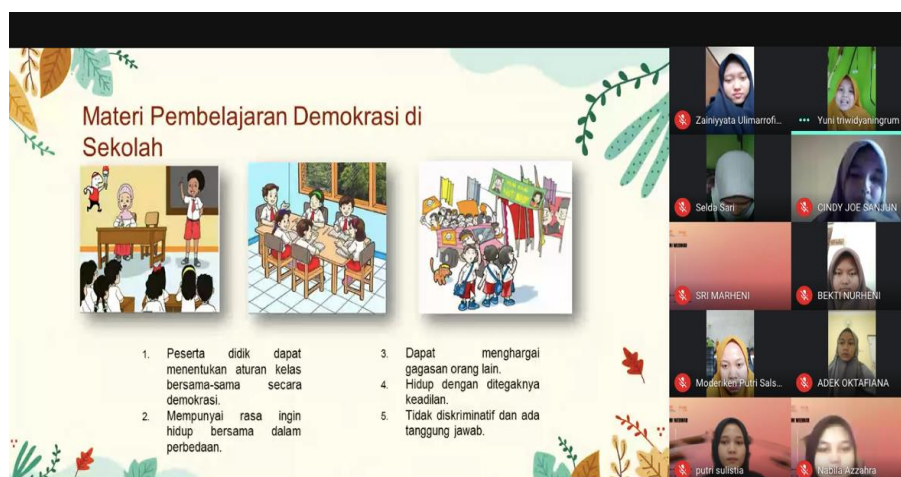 Materi Pembelajaran Demokrasi di
Sekolah
1. Peserta didik dapat
menentukan aturan kelas
bersama-sama secara
demokrasi.
2. Mempunyai rasa ingin
hidup bersama dalam
perbedaan.
3. Dapat menghargai
gagasan orang lain.
4. Hidup dengan ditegaknya
keadilan.
5. Tidak diskriminatif dan ada
tanggung jawab.
Zainiyyata Ulimarrofi...
Yuni triwidyaningrum
Selda Sari
CINDY JOE SANJUN
SRI MARHENI
BEKTI NURHENI
Moderiken Putri Sals...
ADEK OKTAFIANA
putri sulistia
Nabila Azzahra